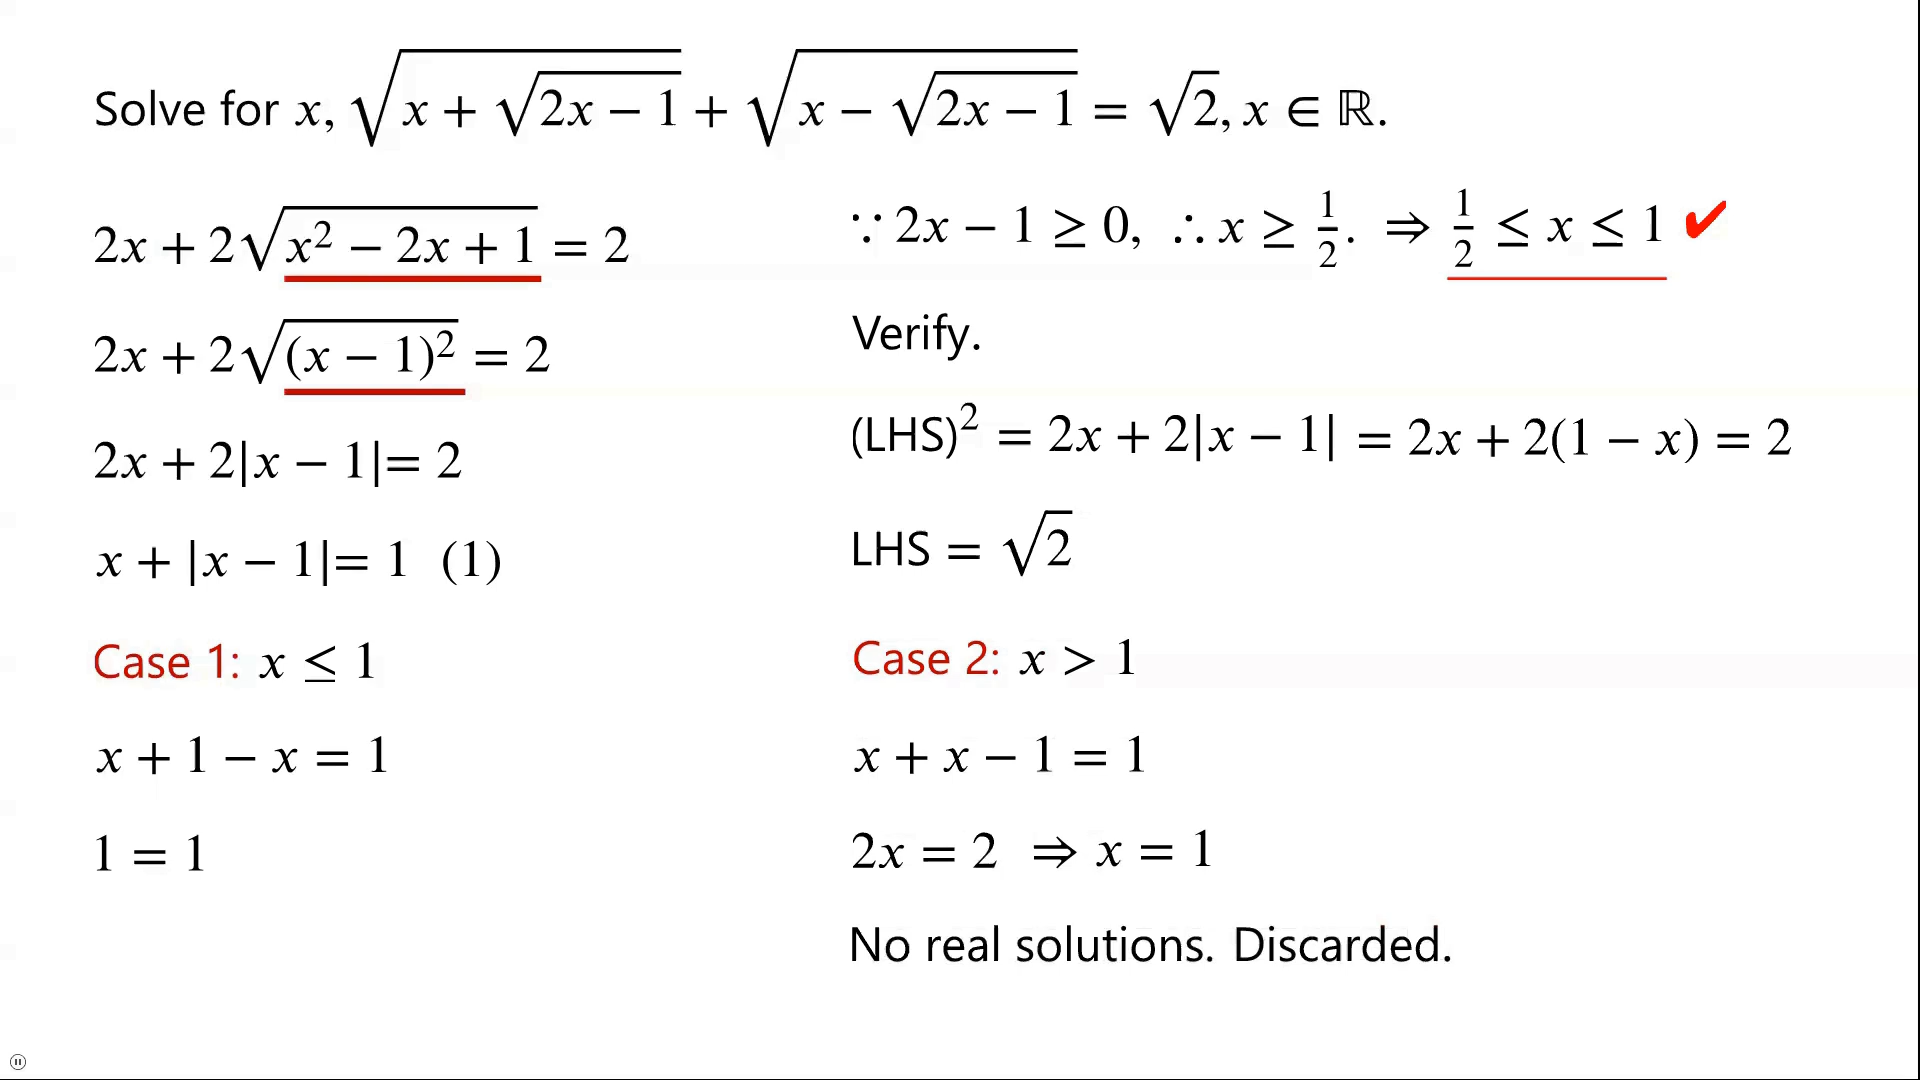 Solve for x, √(x + √(2x − 1)) + √(x − √(2x − 1)) = √2, x ∈ ℝ.
2x + 2√(x² − 2x + 1) = 2
2x + 2√((x − 1)²) = 2
2x + 2|x − 1|= 2
x + |x − 1|= 1 (1)
Case 1: x ≤ 1
x + 1 − x = 1
1 = 1
∵ 2x − 1 ≥ 0, ∴ x ≥ 1/2. ⇒ 1/2 ≤ x ≤ 1 ✔
Verify.
(LHS)² = 2x + 2|x − 1| = 2x + 2(1 − x) = 2
LHS = √2
Case 2: x > 1
x + x − 1 = 1
2x = 2 ⇒ x = 1
No real solutions. Discarded.